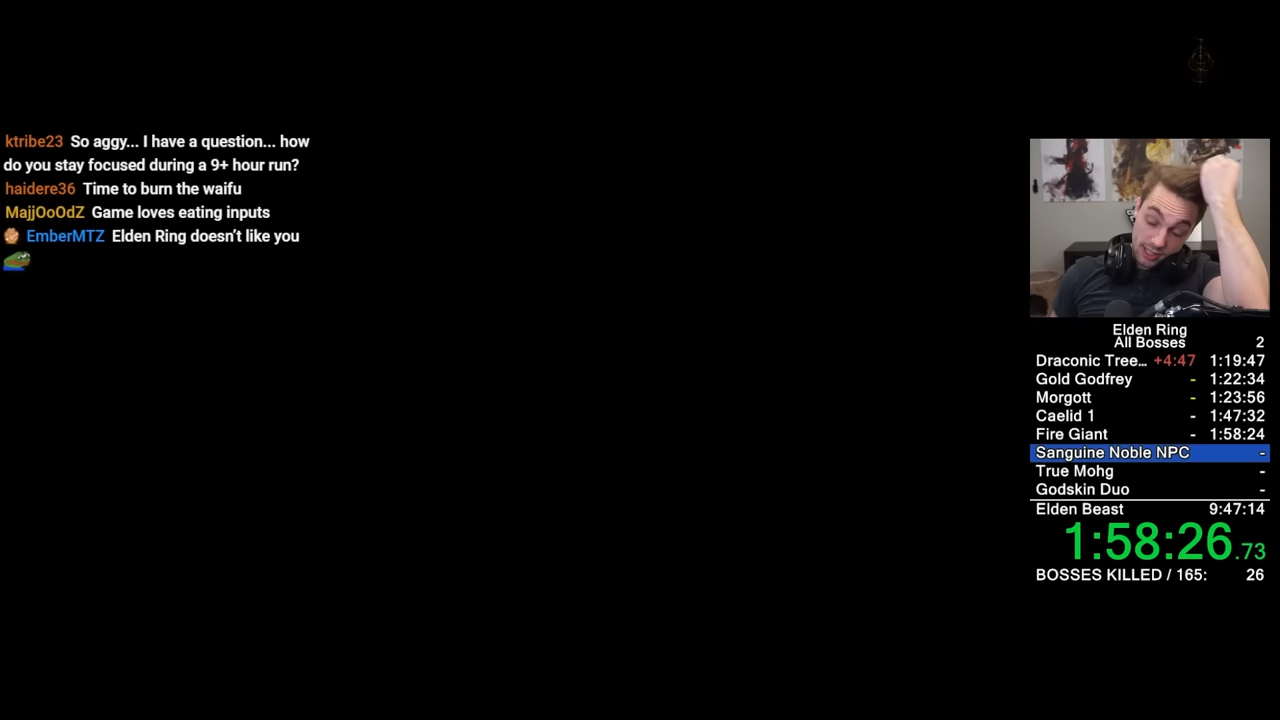 ktribe23 So aggy... I have a question... how
do you stay focused during a 9+ hour run?
haidere36 Time to burn the waifu
MajjOoOdZ Game loves eating inputs
EmberMTZ Elden Ring doesn't like you
Elden Ring
All Bosses 2
Draconic Tree... +4:47 1:19:47
Gold Godfrey - 1:22:34
Morgott - 1:23:56
Caelid 1 - 1:47:32
Fire Giant - 1:58:24
Sanguine Noble NPC -
True Mohg -
Godskin Duo -
Elden Beast 9:47:14
1:58:26.73
BOSSES KILLED / 165: 26